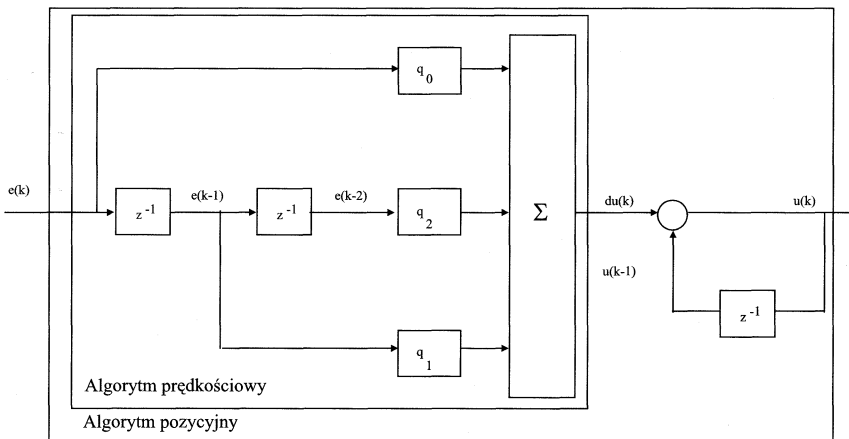 q0
e(k)
z-1
e(k-1)
z-1
e(k-2)
q2
Σ
du(k)
u(k)
u(k-1)
z-1
q1
Algorytm prędkościowy
Algorytm pozycyjny